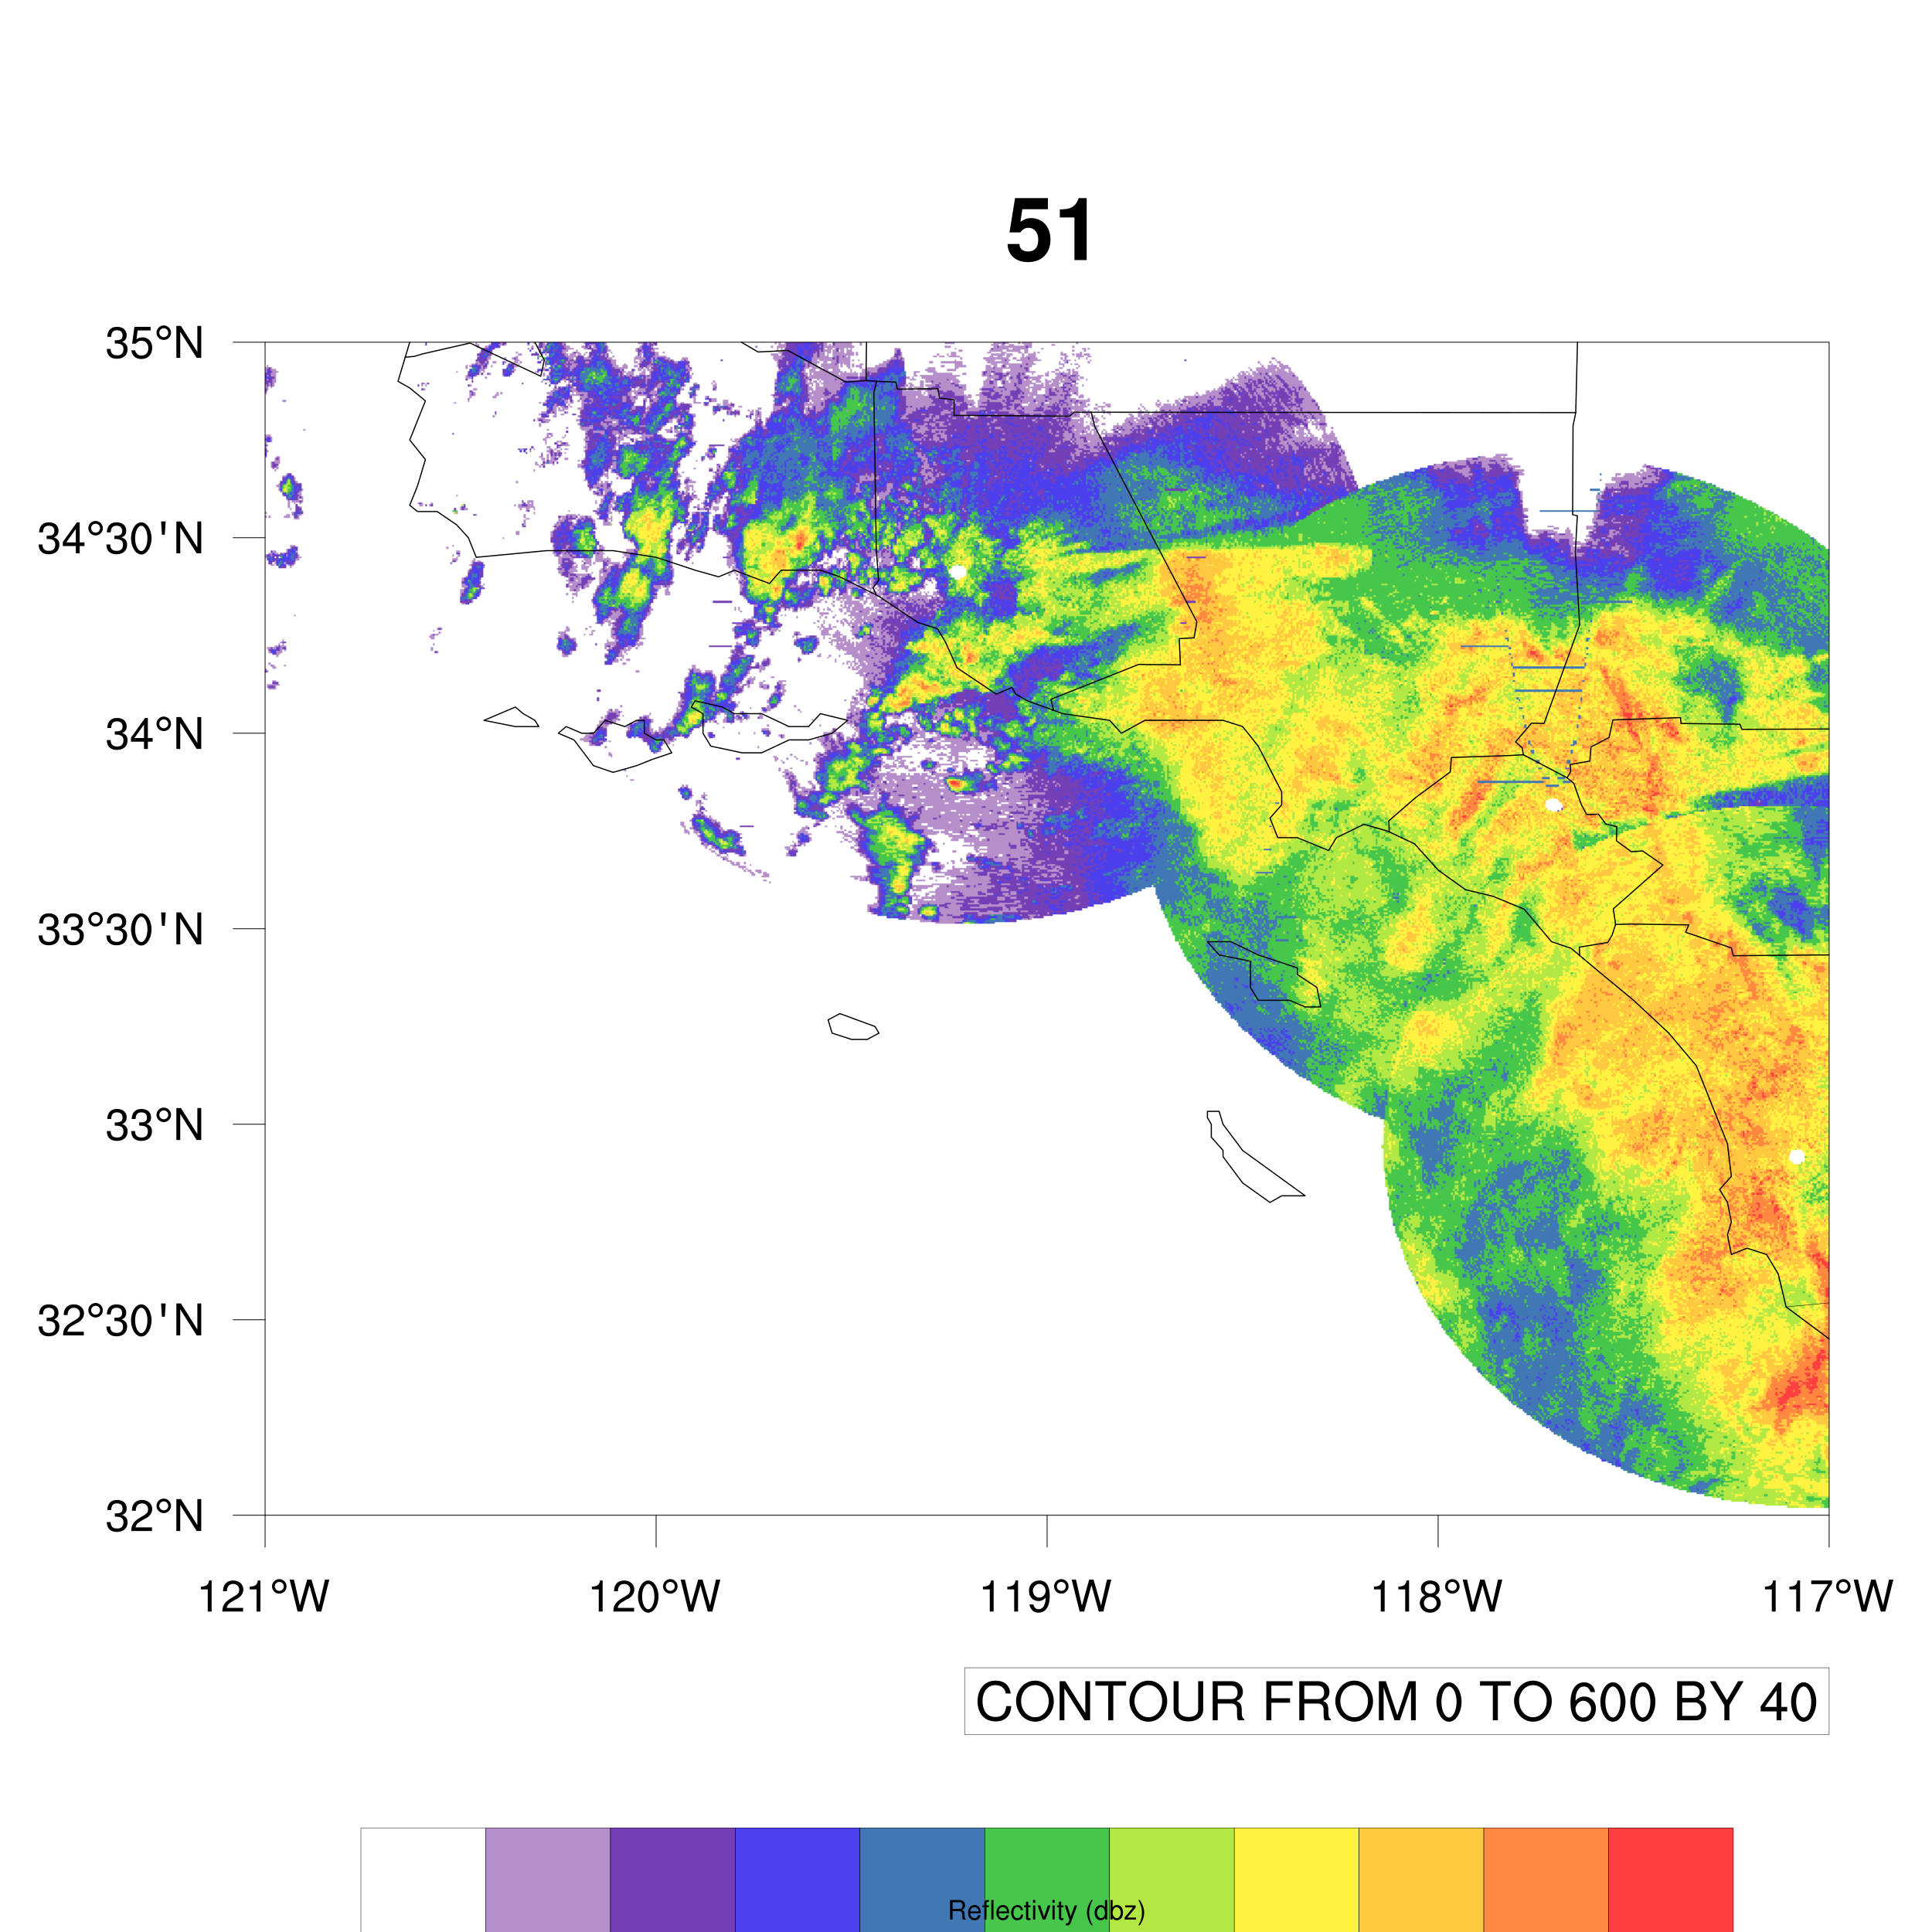 51
35°N
34°30'N
34°N
33°30'N
33°N
32°30'N
32°N
121°W 120°W 119°W 118°W 117°W
CONTOUR FROM 0 TO 600 BY 40
Reflectivity (dbz)